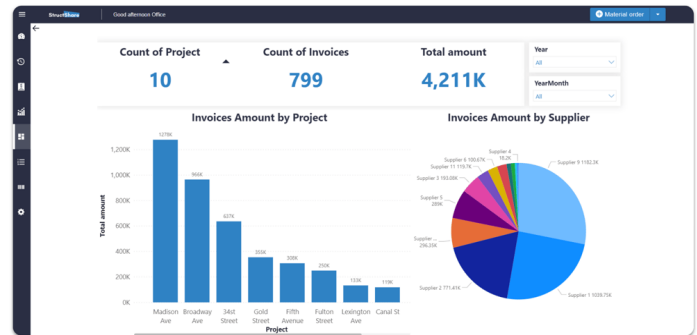 StructShare
Good afternoon Office
Material order
Count of Project
10
Count of Invoices
799
Total amount
4,211K
Year
All
YearMonth
All
Invoices Amount by Project
Total amount
1,200K
1,000K
800K
600K
400K
200K
0K
1279K
966K
637K
355K
309K
250K
133K
119K
Madison Ave
Broadway Ave
34st Street
Gold Street
Fifth Avenue
Fulton Street
Lexington Ave
Canal St
Project
Invoices Amount by Supplier
Supplier 4
18.2K
Supplier 6 100.67K
Supplier 11 119.7K
Supplier 3 193.08K
Supplier 5
289K
Supplier ...
296.25K
Supplier 2 771.41K
Supplier 9 1182.3K
Supplier 1 1039.75K